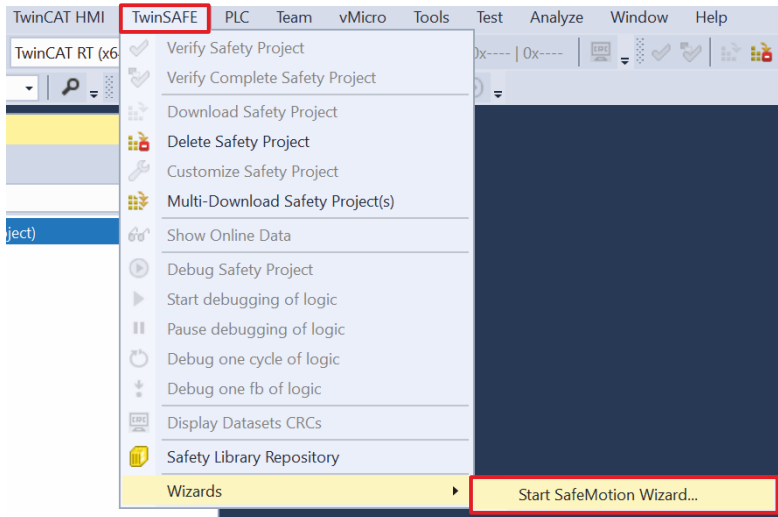 TwinCAT HMI TwinSAFE PLC Team vMicro Tools Test Analyze Window Help
TwinCAT RT (x6
0x---- | 0x----
CRC
Verify Safety Project
Verify Complete Safety Project
Download Safety Project
Delete Safety Project
Customize Safety Project
Multi-Download Safety Project(s)
ject)
Show Online Data
Debug Safety Project
Start debugging of logic
Pause debugging of logic
Debug one cycle of logic
Debug one fb of logic
CRC
Display Datasets CRCs
Safety Library Repository
Wizards
Start SafeMotion Wizard...